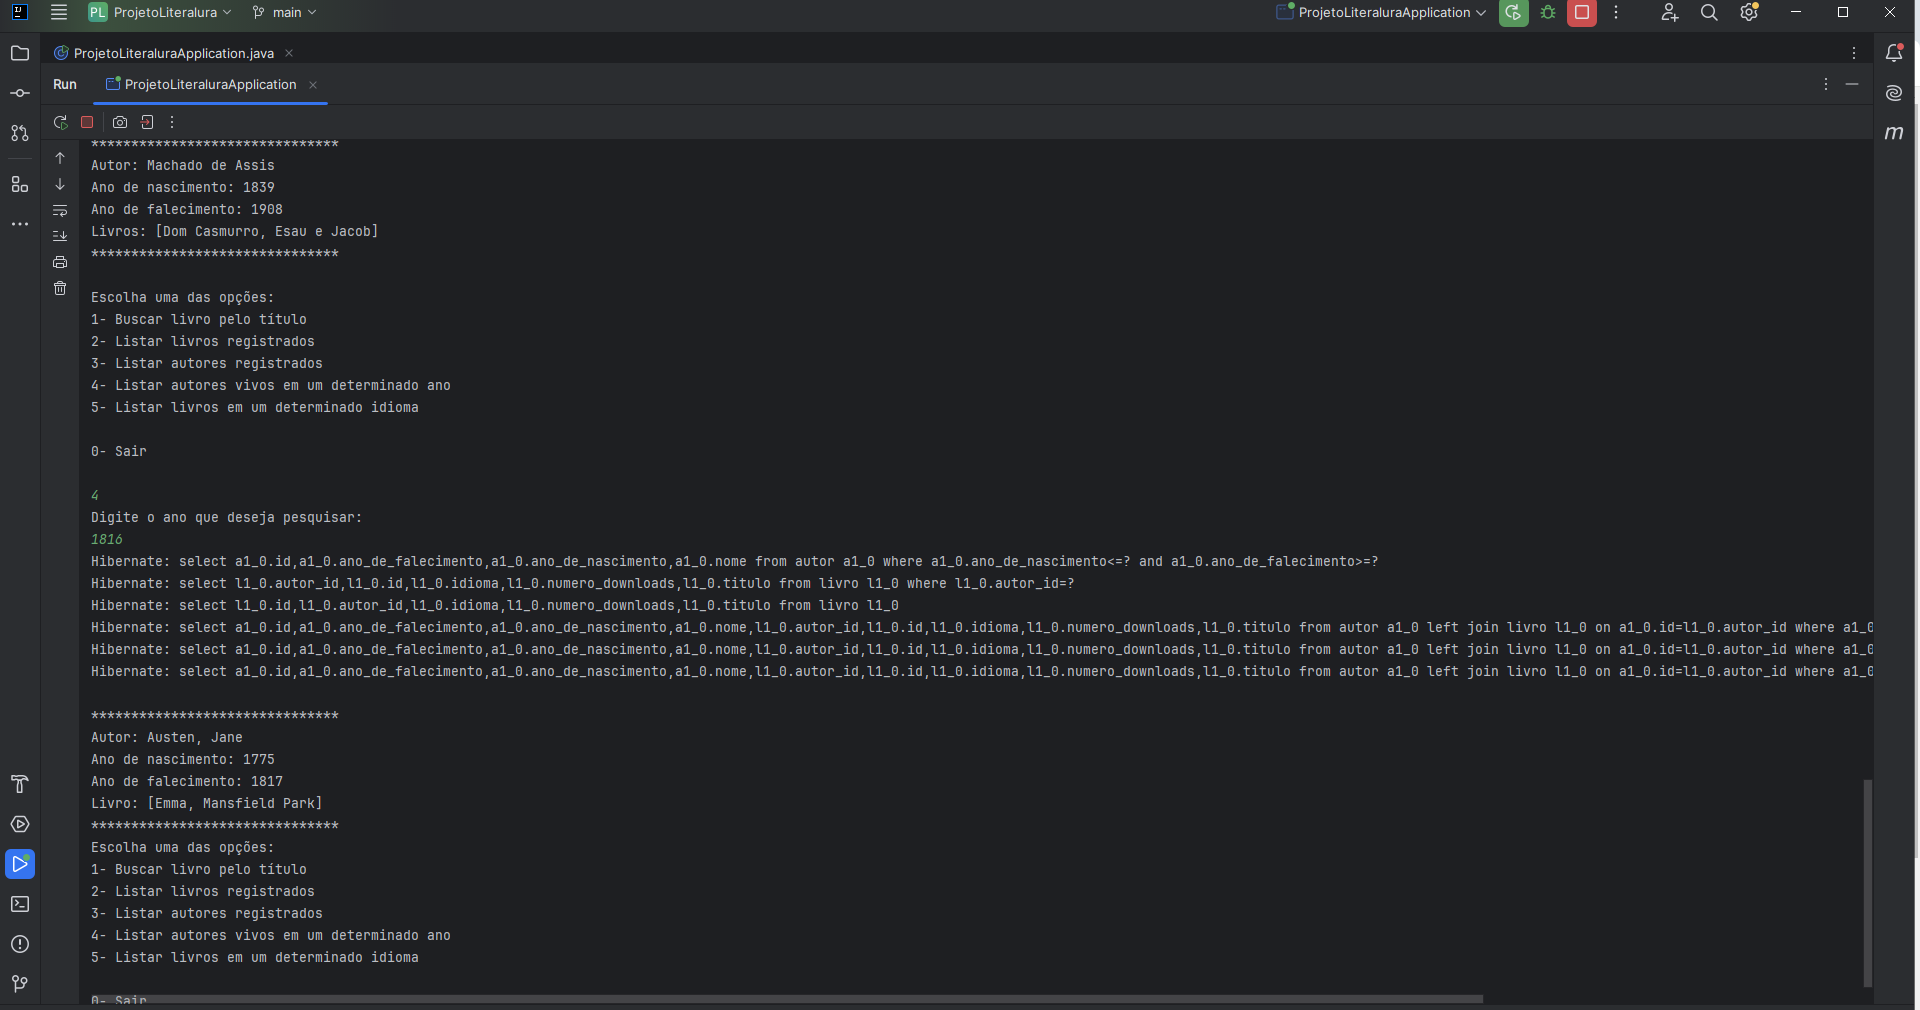 PL ProjetoLiteralura main ProjetoLiteraluraApplication
ProjetoLiteraluraApplication.java
Run ProjetoLiteraluraApplication
*******************************
Autor: Machado de Assis
Ano de nascimento: 1839
Ano de falecimento: 1908
Livros: [Dom Casmurro, Esau e Jacob]
*******************************
Escolha uma das opções:
1- Buscar livro pelo título
2- Listar livros registrados
3- Listar autores registrados
4- Listar autores vivos em um determinado ano
5- Listar livros em um determinado idioma
0- Sair
4
Digite o ano que deseja pesquisar:
1816
Hibernate: select a1_0.id,a1_0.ano_de_falecimento,a1_0.ano_de_nascimento,a1_0.nome from autor a1_0 where a1_0.ano_de_nascimento<=? and a1_0.ano_de_falecimento>=?
Hibernate: select l1_0.autor_id,l1_0.id,l1_0.idioma,l1_0.numero_downloads,l1_0.titulo from livro l1_0 where l1_0.autor_id=?
Hibernate: select l1_0.id,l1_0.autor_id,l1_0.idioma,l1_0.numero_downloads,l1_0.titulo from livro l1_0
Hibernate: select a1_0.id,a1_0.ano_de_falecimento,a1_0.ano_de_nascimento,a1_0.nome,l1_0.autor_id,l1_0.id,l1_0.idioma,l1_0.numero_downloads,l1_0.titulo from autor a1_0 left join livro l1_0 on a1_0.id=l1_0.autor_id where a1_0
Hibernate: select a1_0.id,a1_0.ano_de_falecimento,a1_0.ano_de_nascimento,a1_0.nome,l1_0.autor_id,l1_0.id,l1_0.idioma,l1_0.numero_downloads,l1_0.titulo from autor a1_0 left join livro l1_0 on a1_0.id=l1_0.autor_id where a1_0
Hibernate: select a1_0.id,a1_0.ano_de_falecimento,a1_0.ano_de_nascimento,a1_0.nome,l1_0.autor_id,l1_0.id,l1_0.idioma,l1_0.numero_downloads,l1_0.titulo from autor a1_0 left join livro l1_0 on a1_0.id=l1_0.autor_id where a1_0
*******************************
Autor: Austen, Jane
Ano de nascimento: 1775
Ano de falecimento: 1817
Livro: [Emma, Mansfield Park]
*******************************
Escolha uma das opções:
1- Buscar livro pelo título
2- Listar livros registrados
3- Listar autores registrados
4- Listar autores vivos em um determinado ano
5- Listar livros em um determinado idioma
0- Sair